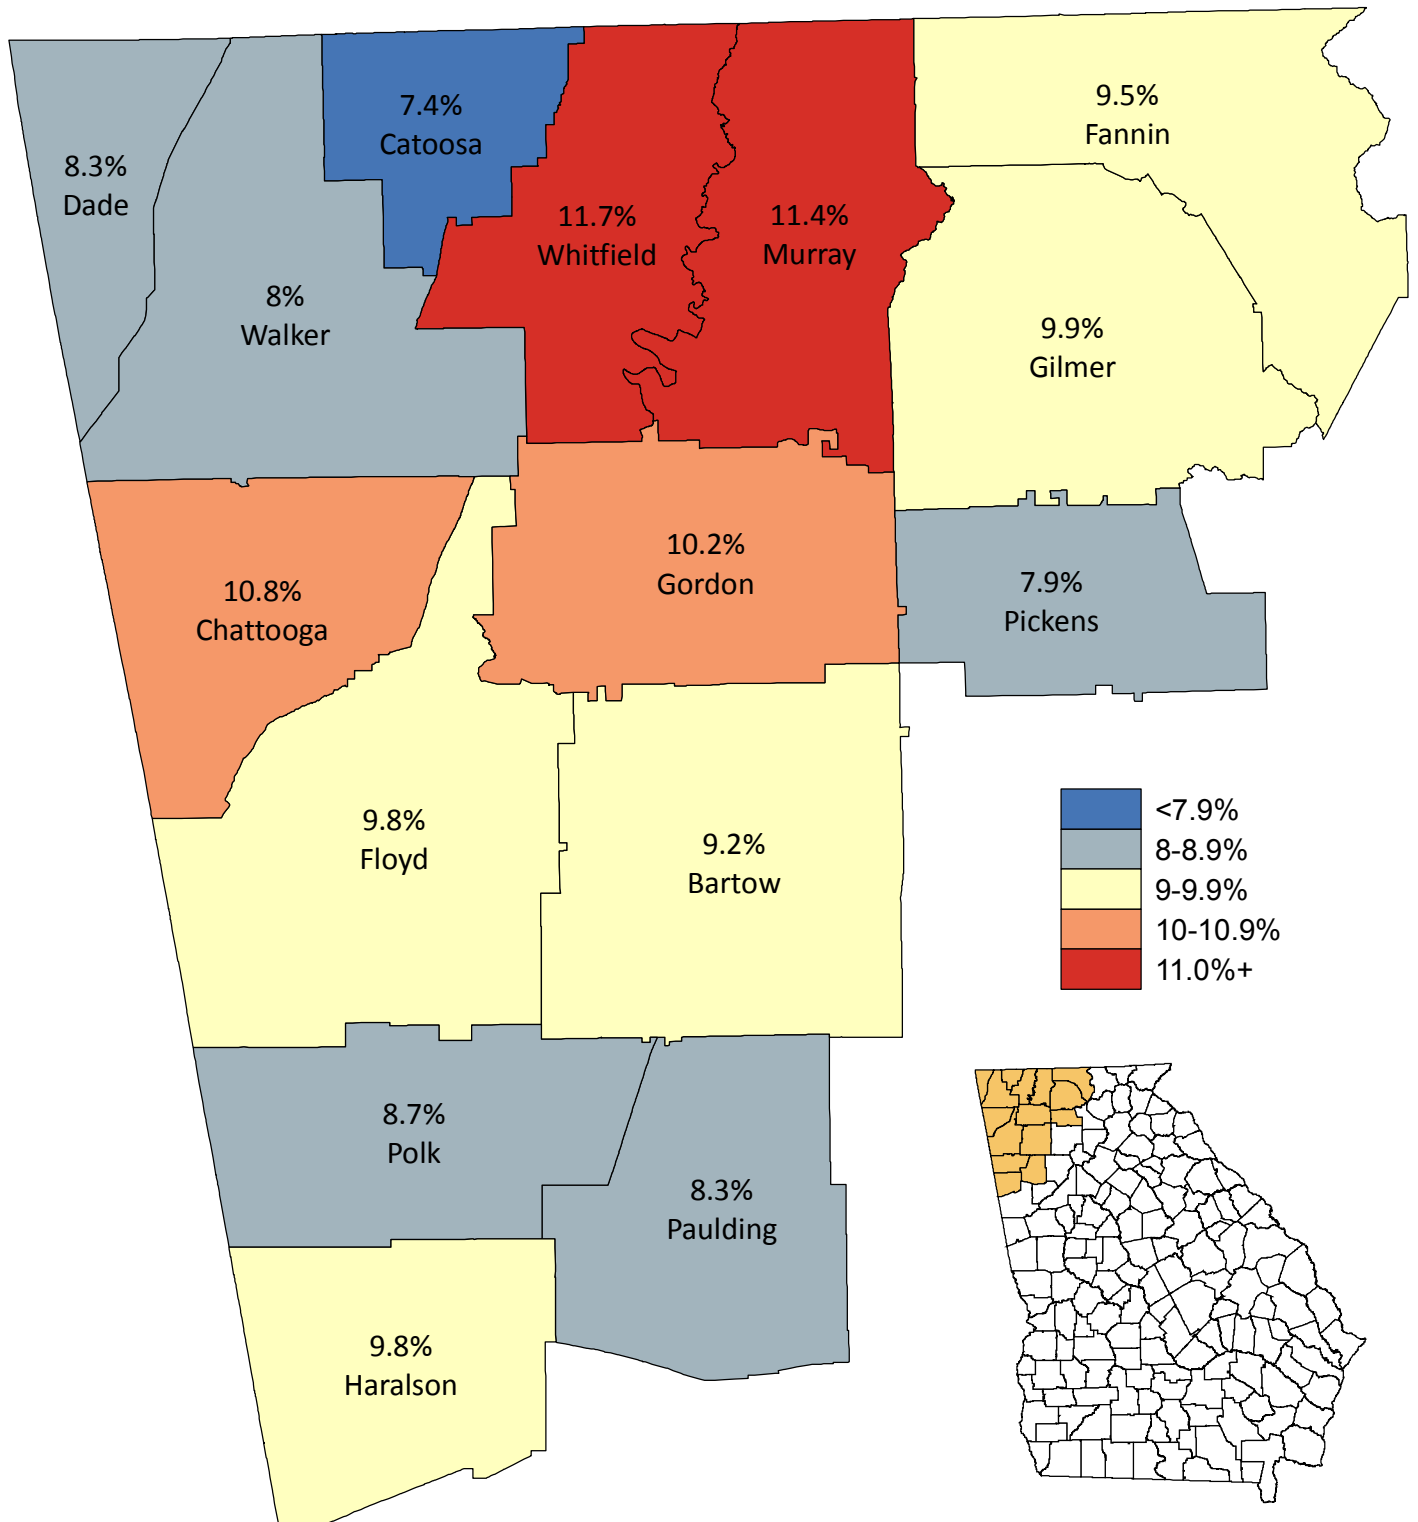 9.5%
Fannin
7.4%
Catoosa
8.3%
Dade
11.7%
Whitfield
11.4%
Murray
8%
Walker
9.9%
Gilmer
10.2%
Gordon
10.8%
Chattooga
7.9%
Pickens
9.8%
Floyd
9.2%
Bartow
<7.9%
8-8.9%
9-9.9%
10-10.9%
11.0%+
8.7%
Polk
8.3%
Paulding
9.8%
Haralson